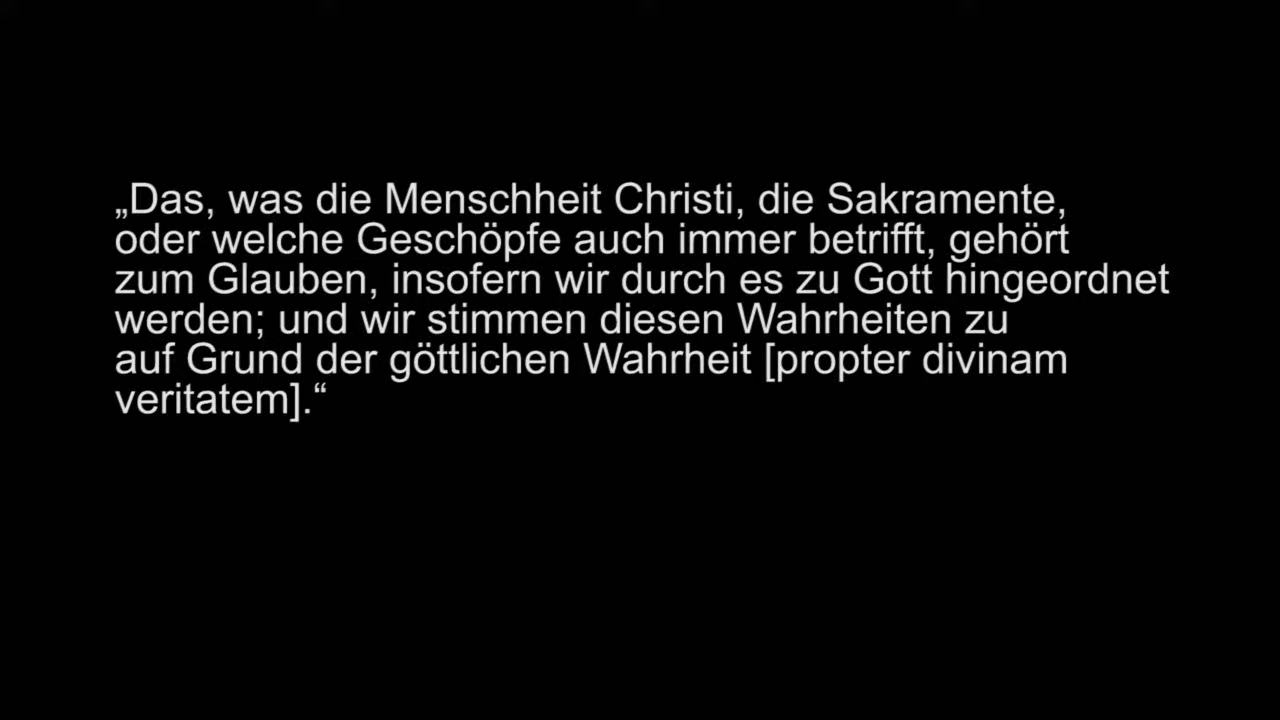 „Das, was die Menschheit Christi, die Sakramente,
oder welche Geschöpfe auch immer betrifft, gehört
zum Glauben, insofern wir durch es zu Gott hingeordnet
werden; und wir stimmen diesen Wahrheiten zu
auf Grund der göttlichen Wahrheit [propter divinam
veritatem].“